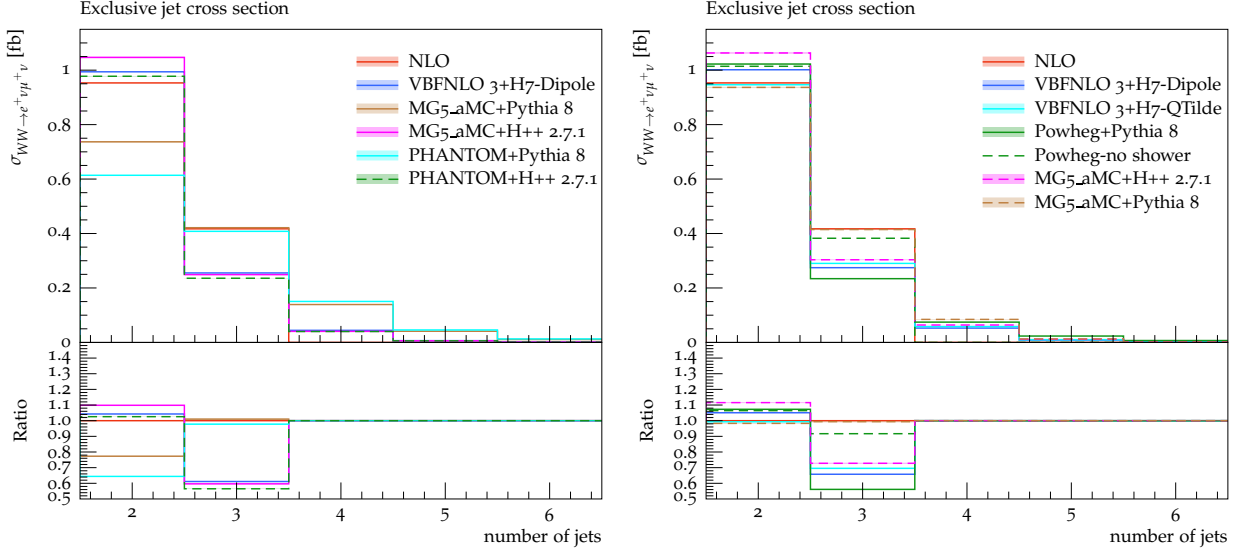 Exclusive jet cross section
σWW→e+νμ+ν [fb]
NLO
VBFNLO 3+H7-Dipole
MG5_aMC+Pythia 8
MG5_aMC+H++ 2.7.1
PHANTOM+Pythia 8
PHANTOM+H++ 2.7.1
1
0.8
0.6
0.4
0.2
0
Ratio
1.4
1.3
1.2
1.1
1.0
0.9
0.8
0.7
0.6
0.5
2 3 4 5 6
number of jets
Exclusive jet cross section
σWW→e+νμ+ν [fb]
NLO
VBFNLO 3+H7-Dipole
VBFNLO 3+H7-QTilde
Powheg+Pythia 8
Powheg-no shower
MG5_aMC+H++ 2.7.1
MG5_aMC+Pythia 8
1
0.8
0.6
0.4
0.2
0
Ratio
1.4
1.3
1.2
1.1
1.0
0.9
0.8
0.7
0.6
0.5
2 3 4 5 6
number of jets